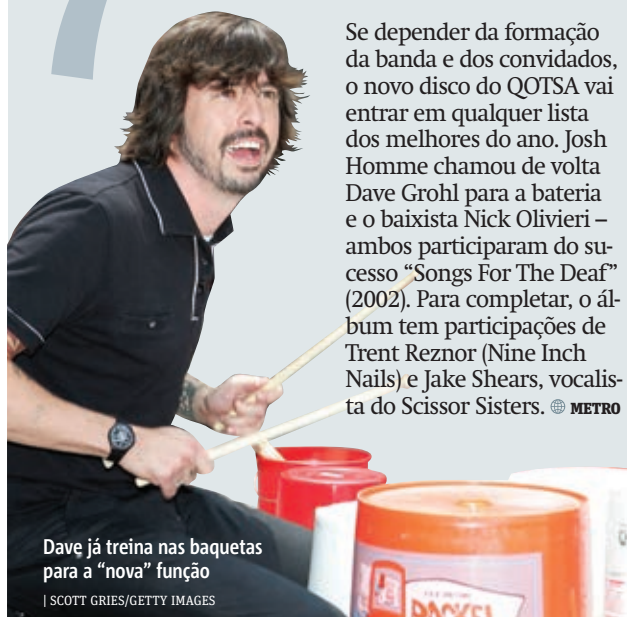 Se depender da formação
da banda e dos convidados,
o novo disco do QOTSA vai
entrar em qualquer lista
dos melhores do ano. Josh
Homme chamou de volta
Dave Grohl para a bateria
e o baixista Nick Olivieri –
ambos participaram do su-
cesso “Songs For The Deaf”
(2002). Para completar, o ál-
bum tem participações de
Trent Reznor (Nine Inch
Nails) e Jake Shears, vocalis-
ta do Scissor Sisters. METRO
Dave já treina nas baquetas
para a “nova” função
| SCOTT GRIES/GETTY IMAGES